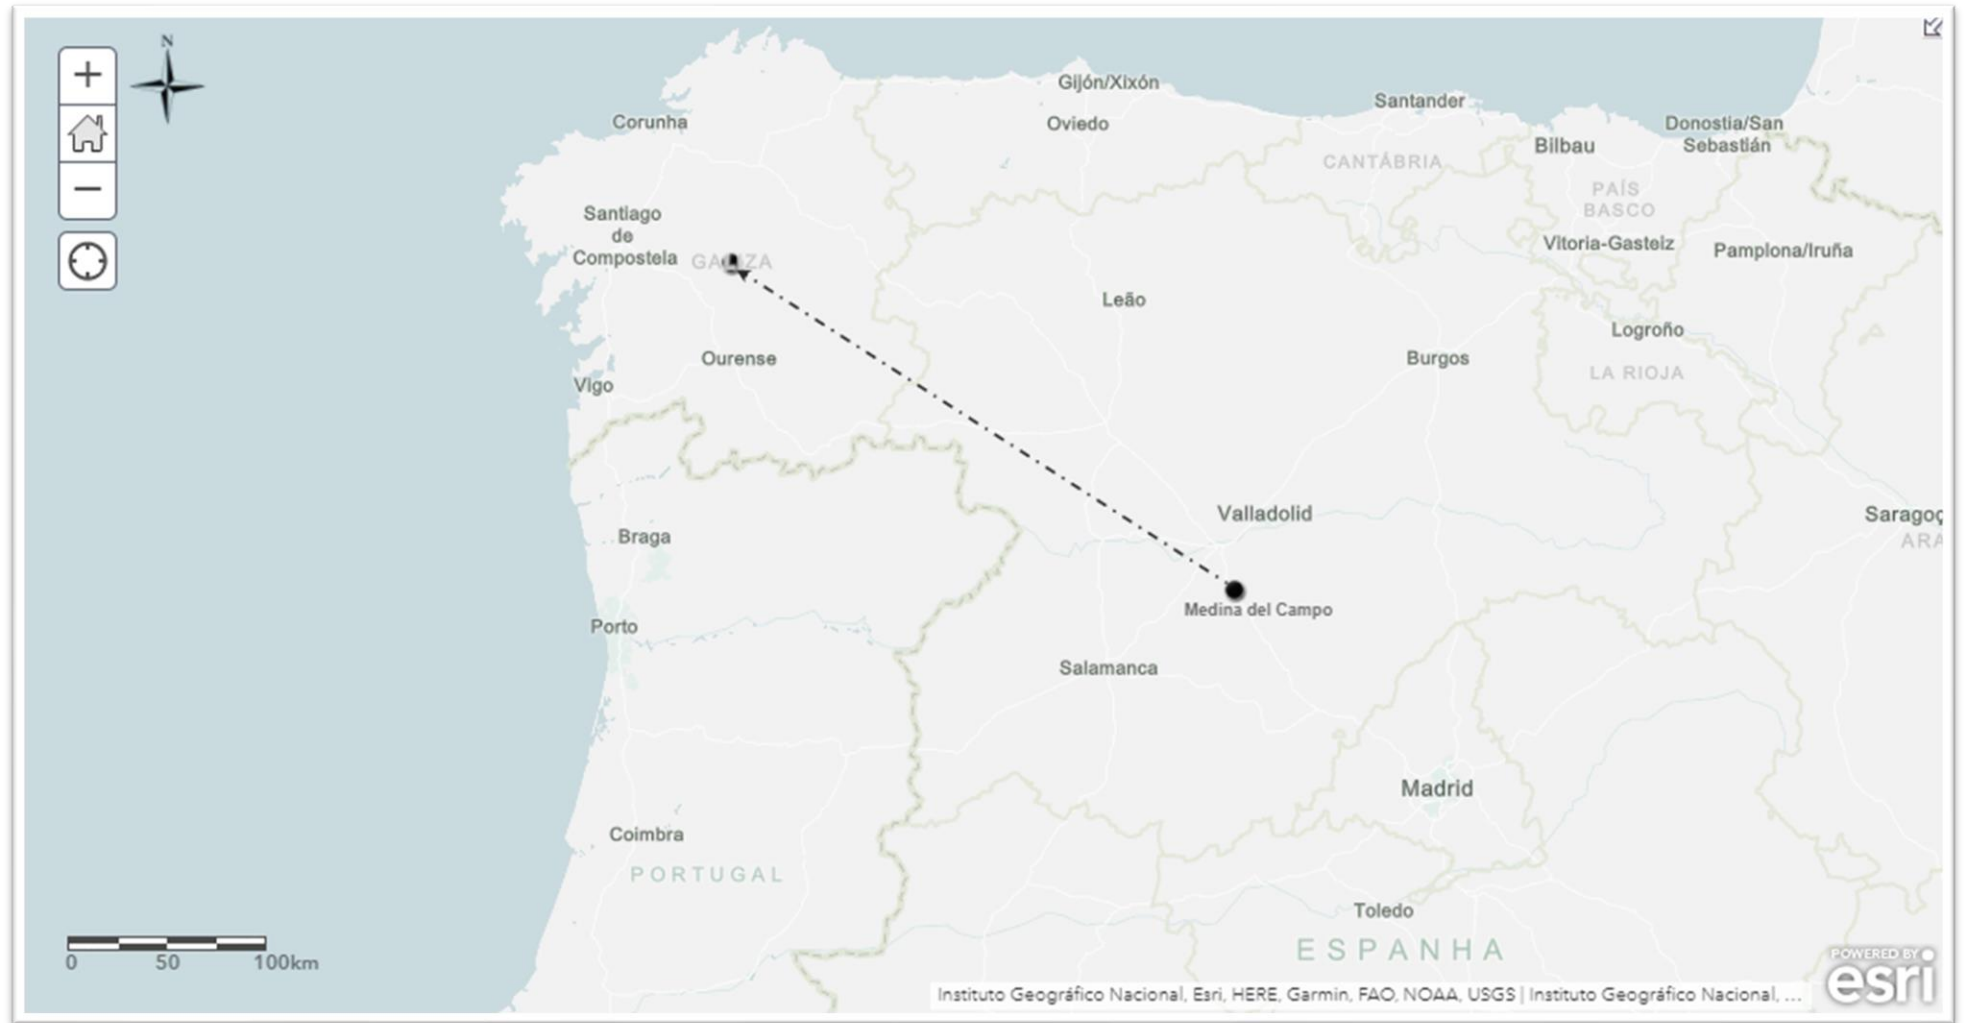 N
+
−
Gijón/Xixón
Santander
Corunha
Oviedo
Donostia/San
Sebastián
Bilbau
CANTÁBRIA
PAÍS
BASCO
Santiago
de
Compostela
Vitoria-Gasteiz
Pamplona/Iruña
Leão
Logroño
Ourense
Burgos
LA RIOJA
Vigo
Valladolid
Saragoç
ARA
Braga
Medina del Campo
Porto
Salamanca
Madrid
Coimbra
PORTUGAL
Toledo
ESPANHA
0 50 100km
POWERED BY
esri
Instituto Geográfico Nacional, Esri, HERE, Garmin, FAO, NOAA, USGS | Instituto Geográfico Nacional, ...